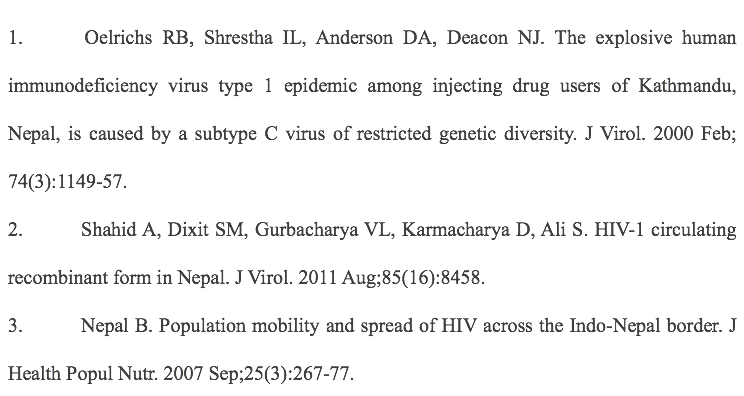 1. Oelrichs RB, Shrestha IL, Anderson DA, Deacon NJ. The explosive human
immunodeficiency virus type 1 epidemic among injecting drug users of Kathmandu,
Nepal, is caused by a subtype C virus of restricted genetic diversity. J Virol. 2000 Feb;
74(3):1149-57.
2. Shahid A, Dixit SM, Gurbacharya VL, Karmacharya D, Ali S. HIV-1 circulating
recombinant form in Nepal. J Virol. 2011 Aug;85(16):8458.
3. Nepal B. Population mobility and spread of HIV across the Indo-Nepal border. J
Health Popul Nutr. 2007 Sep;25(3):267-77.